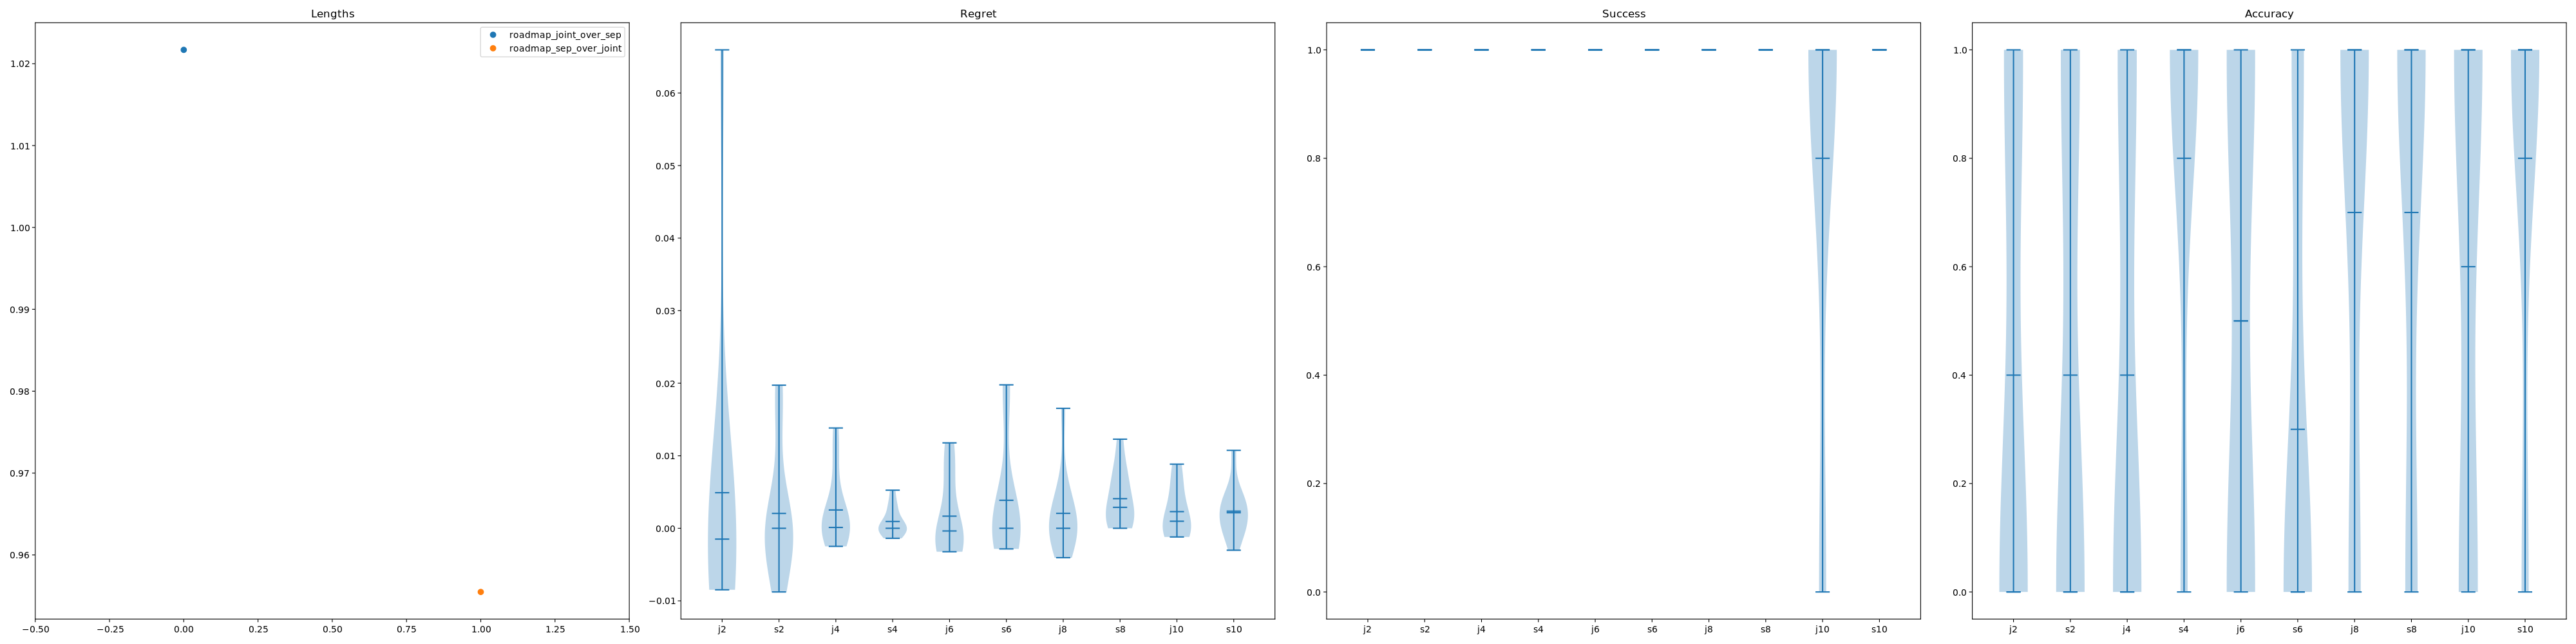 Lengths
roadmap_joint_over_sep
roadmap_sep_over_joint
1.02
1.01
1.00
0.99
0.98
0.97
0.96
−0.50
−0.25
0.00
0.25
0.50
0.75
1.00
1.25
1.50
Regret
0.06
0.05
0.04
0.03
0.02
0.01
0.00
−0.01
j2
s2
j4
s4
j6
s6
j8
s8
j10
s10
Success
1.0
0.8
0.6
0.4
0.2
0.0
j2
s2
j4
s4
j6
s6
j8
s8
j10
s10
Accuracy
1.0
0.8
0.6
0.4
0.2
0.0
j2
s2
j4
s4
j6
s6
j8
s8
j10
s10